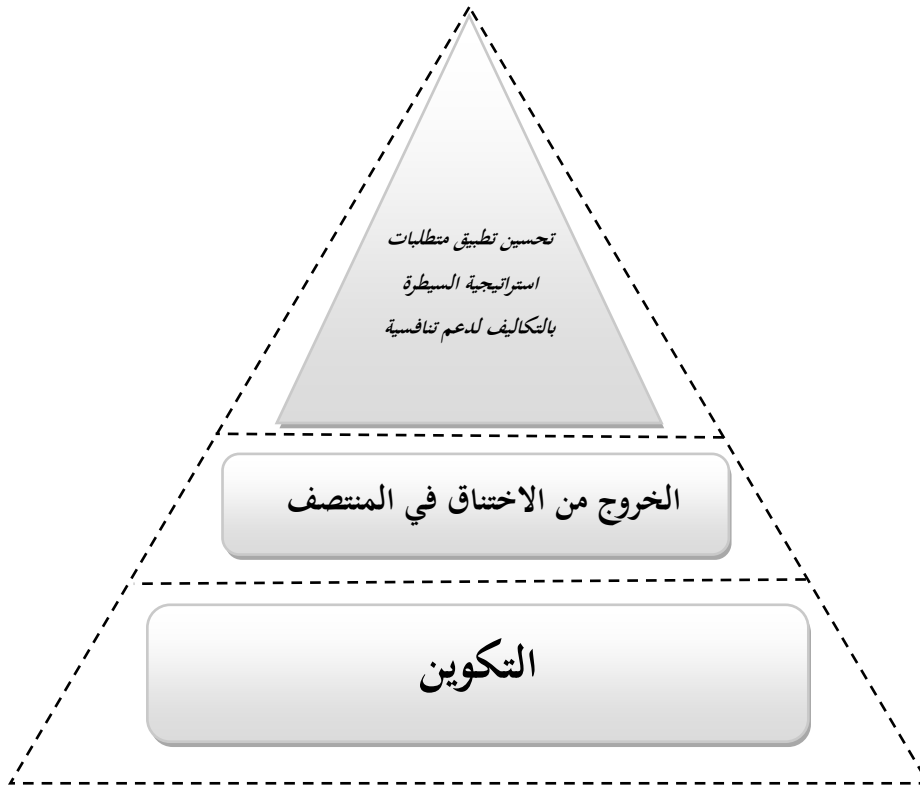 تحسين تطبيق متطلبات
استراتيجية السيطرة
بالتكاليف لدعم تنافسية
الخروج من الاختناق في المنتصف
التكوين